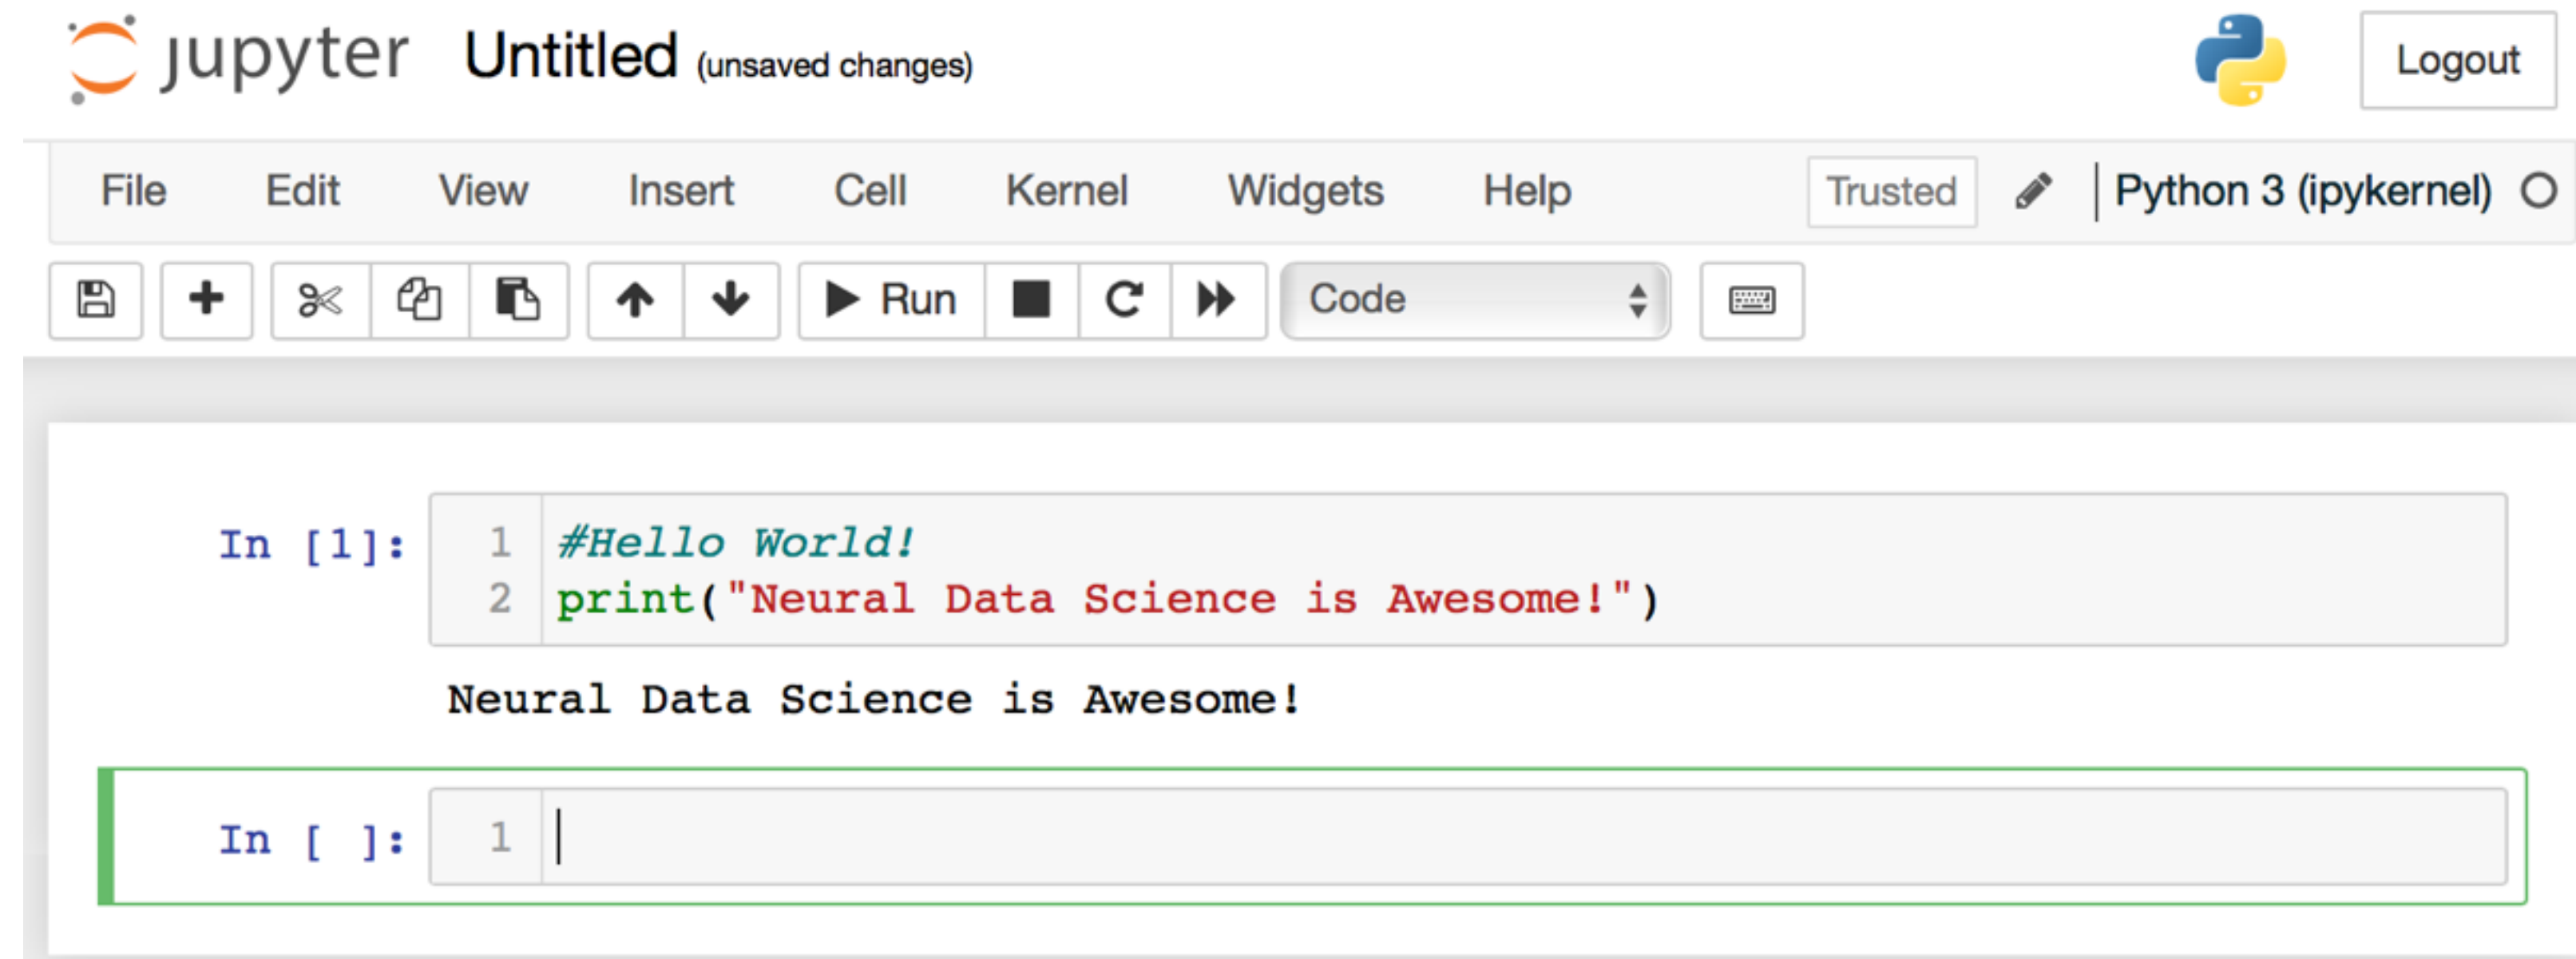 jupyter Untitled (unsaved changes) Logout
File Edit View Insert Cell Kernel Widgets Help Trusted Python 3 (ipykernel)
Run Code
In [1]: 1 #Hello World!
2 print("Neural Data Science is Awesome!")
Neural Data Science is Awesome!
In [ ]: 1